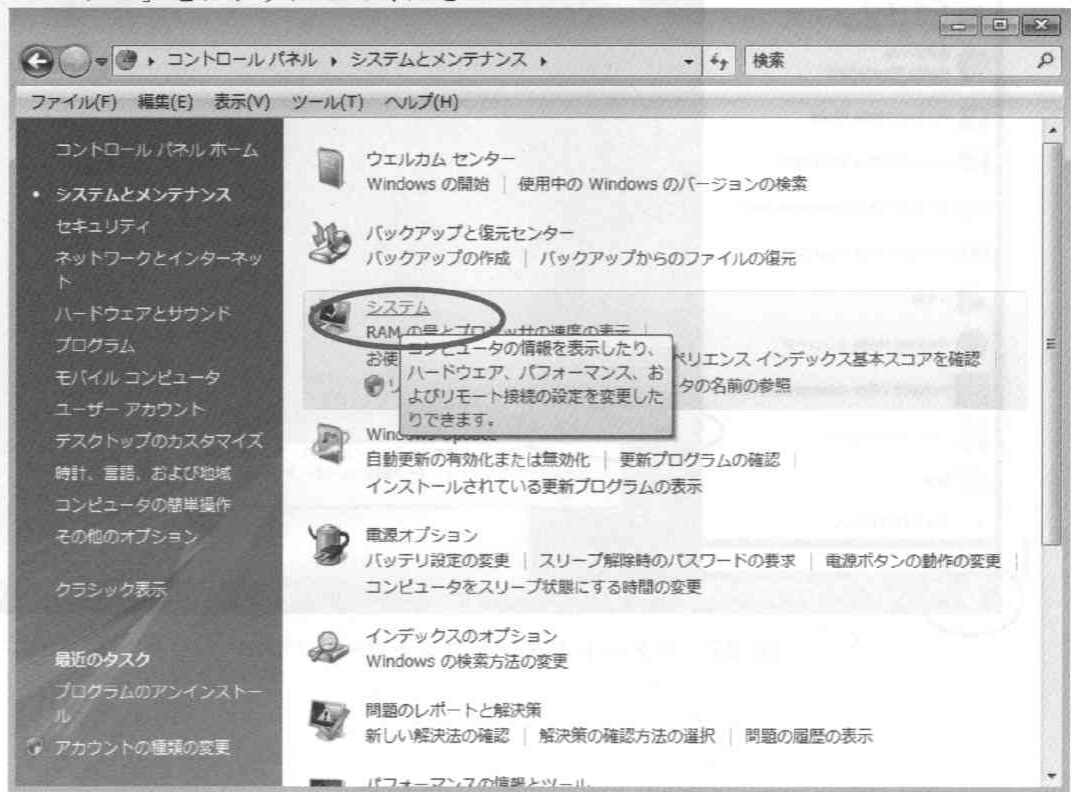 コントロール パネル ▸ システムとメンテナンス ▸
検索
ファイル(F) 編集(E) 表示(V) ツール(T) ヘルプ(H)
コントロール パネル ホーム
• システムとメンテナンス
セキュリティ
ネットワークとインターネッ
ト
ハードウェアとサウンド
プログラム
モバイル コンピュータ
ユーザー アカウント
デスクトップのカスタマイズ
時計、言語、および地域
コンピュータの簡単操作
その他のオプション
クラシック表示
最近のタスク
プログラムのアンインストー
ル
アカウントの種類の変更
ウエルカム センター
Windows の開始 | 使用中の Windows のバージョンの検索
バックアップと復元センター
バックアップの作成 | バックアップからのファイルの復元
システム
RAM の量とプロセッサの速度の表示 |
お使
ペリエンス インデックス基本スコアを確認
タの名前の参照
コンピュータの情報を表示したり、
ハードウェア、パフォーマンス、お
よびリモート接続の設定を変更した
りできます。
Windows Update
自動更新の有効化または無効化 | 更新プログラムの確認 |
インストールされている更新プログラムの表示
電源オプション
バッテリ設定の変更 | スリープ解除時のパスワードの要求 | 電源ボタンの動作の変更 |
コンピュータをスリープ状態にする時間の変更
インデックスのオプション
Windows の検索方法の変更
問題のレポートと解決策
新しい解決法の確認 | 解決策の確認方法の選択 | 問題の履歴の表示
パフォーマンスの情報とツール